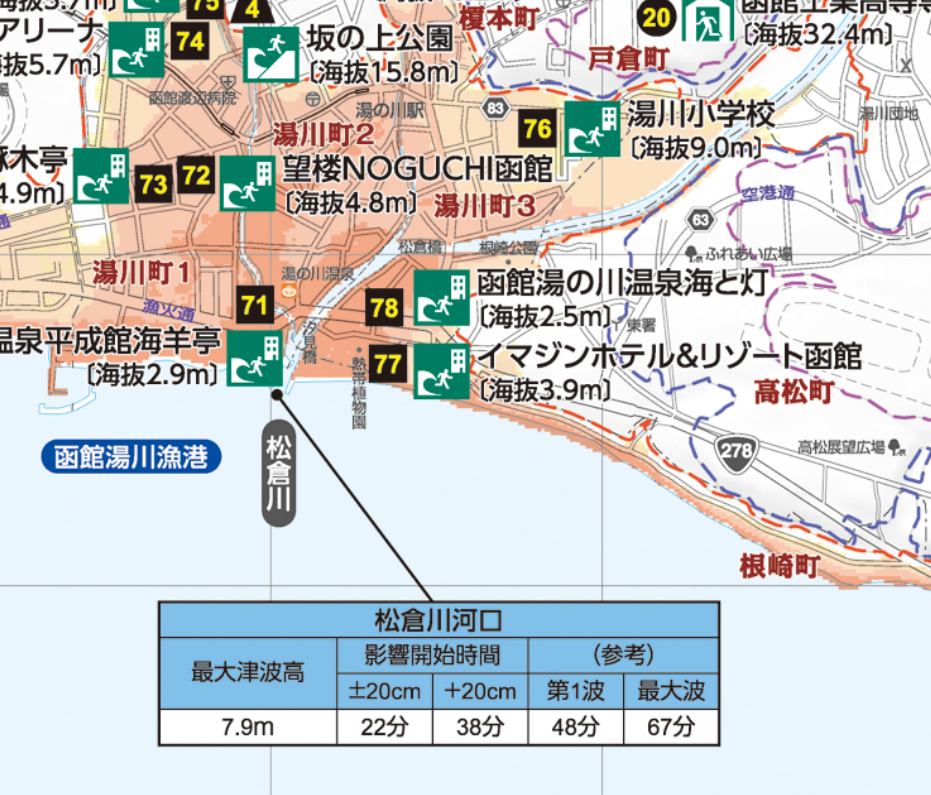 75
4
榎本町
20
〔海抜32.4m〕
戸倉町
アリーナ
抜5.7m〕
74
坂の上公園
〔海抜15.8m〕
函館渡辺病院
湯の川駅
83
76
湯川小学校
〔海抜9.0m〕
湯川団地
湯川町2
木亭
4.9m〕
73
72
望楼NOGUCHI函館
〔海抜4.8m〕
湯川町3
空港通
63
ふれあい広場
松倉橋
根崎公園
湯川町1
湯の川温泉
漁火通
71
78
函館湯の川温泉海と灯
〔海抜2.5m〕
東署
汐見橋
温泉平成館海羊亭
〔海抜2.9m〕
熱帯植物園
77
イマジンホテル&リゾート函館
〔海抜3.9m〕
高松町
函館湯川漁港
松倉川
278
高松展望広場
根崎町
松倉川河口
最大津波高
影響開始時間
（参考）
±20cm
+20cm
第1波
最大波
7.9m
22分
38分
48分
67分